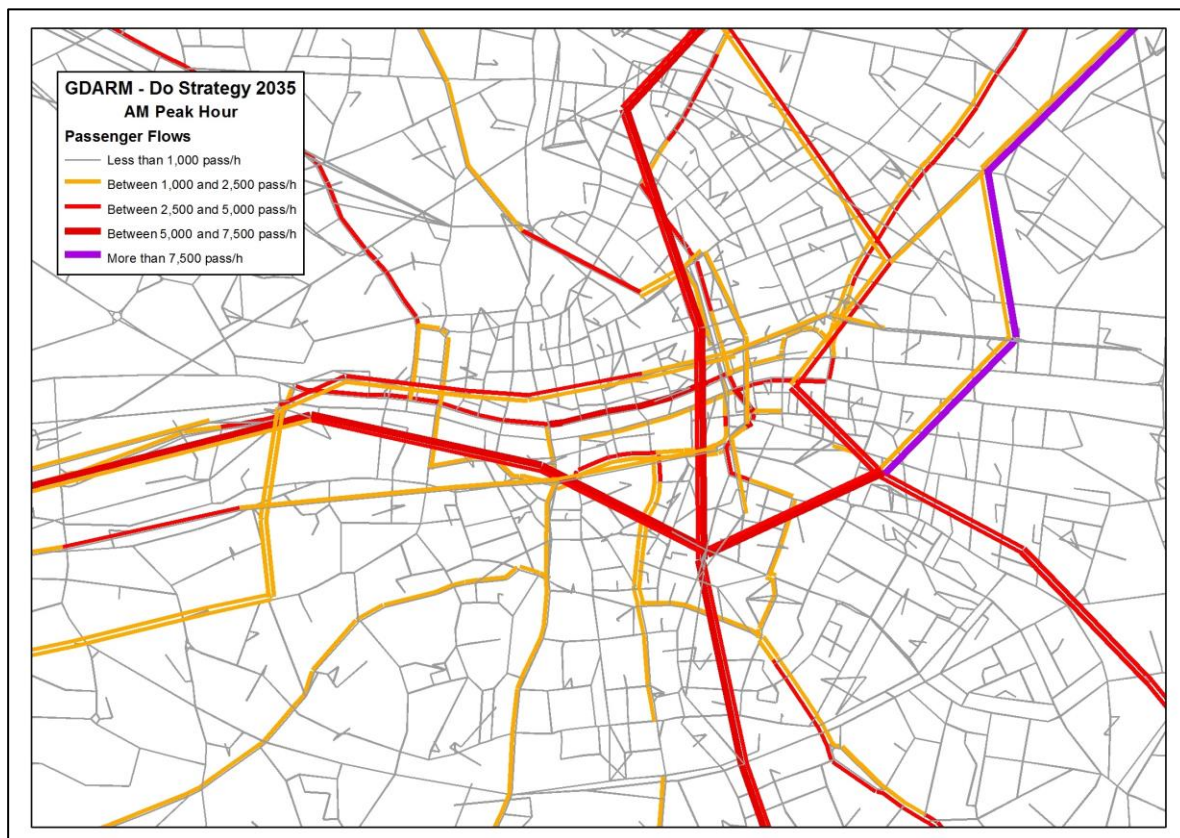 GDARM - Do Strategy 2035
AM Peak Hour
Passenger Flows
Less than 1,000 pass/h
Between 1,000 and 2,500 pass/h
Between 2,500 and 5,000 pass/h
Between 5,000 and 7,500 pass/h
More than 7,500 pass/h